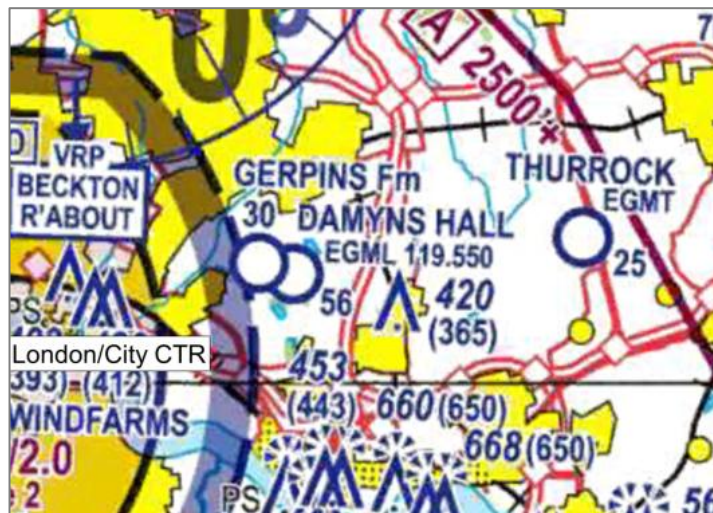 A
2500'+
7
VRP
BECKTON
R'ABOUT
GERPINS Fm
THURROCK
EGMT
30
DAMYNS HALL
EGML 119.550
56
25
420
(365)
PS
London/City CTR
453
(393) (412)
(443)
660 (650)
WINDFARMS
668 (650)
/2.0
e 2
PS
56